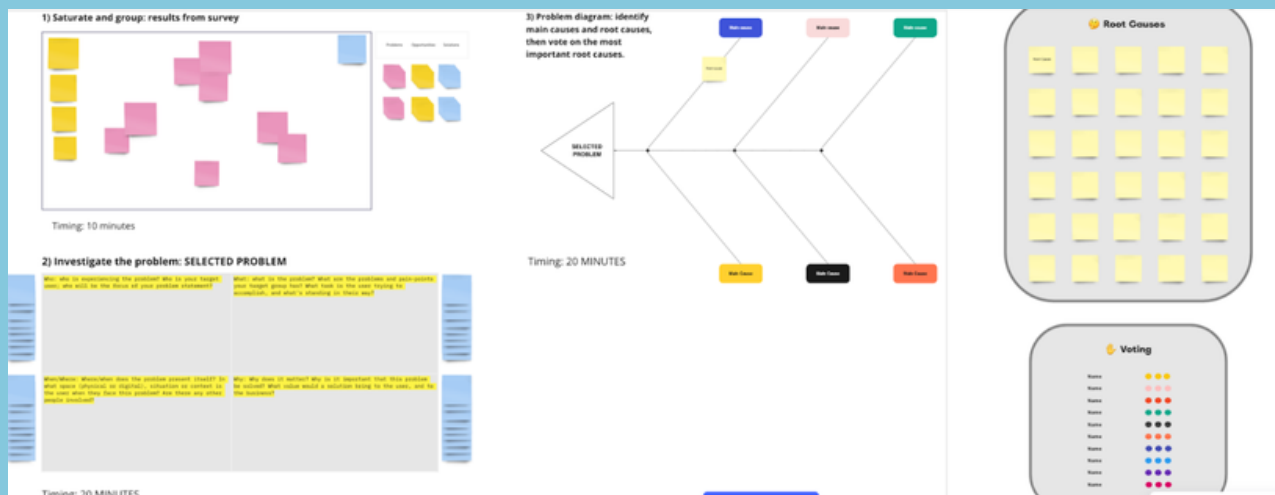 1) Saturate and group: results from survey
Problems Opportunities Solutions
Timing: 10 minutes
2) Investigate the problem: SELECTED PROBLEM
Who: who is experiencing the problem? Who is your target
user; who will be the focus of your problem statement?
What: what is the problem? What are the problems and pain-points
your target group has? What task is the user trying to
accomplish, and what's standing in their way?
When/Where: Where/When does the problem present itself? In
what space (physical or digital), situation or context is
the user when they face this problem? Are there any other
people involved?
Why: Why does it matter? Why is it important that this problem
be solved? What value would a solution bring to the user, and to
the business?
Timing: 20 MINUTES
3) Problem diagram: identify
main causes and root causes,
then vote on the most
important root causes.
Main causes
Main causes
Main causes
Root cause
SELECTED
PROBLEM
Timing: 20 MINUTES
Main Cause
Main Cause
Main Cause
Root Causes
Root Cause
Voting
Name
Name
Name
Name
Name
Name
Name
Name
Name
Name